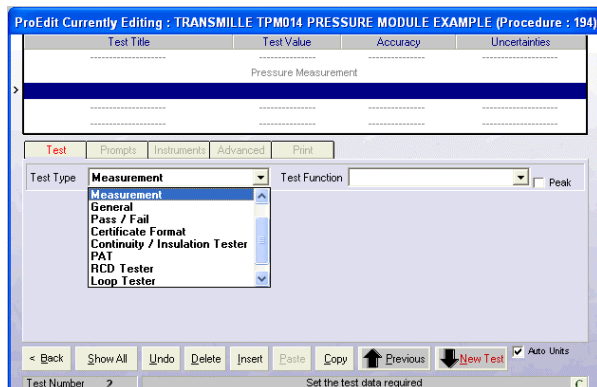 ProEdit Currently Editing : TRANSMILLE TPM014 PRESSURE MODULE EXAMPLE (Procedure : 194)
Test Title Test Value Accuracy Uncertainties
------------------- --------------- --------------- ---------------
Pressure Measurement
>
------------------- --------------- --------------- ---------------
------------------- --------------- --------------- ---------------
Test Prompts Instruments Advanced Print
Test Type Measurement Test Function Peak
Measurement
General
Pass / Fail
Certificate Format
Continuity / Insulation Tester
PAT
RCD Tester
Loop Tester
< Back Show All Undo Delete Insert Paste Copy Previous New Test Auto Units
Test Number 2 Set the test data required C